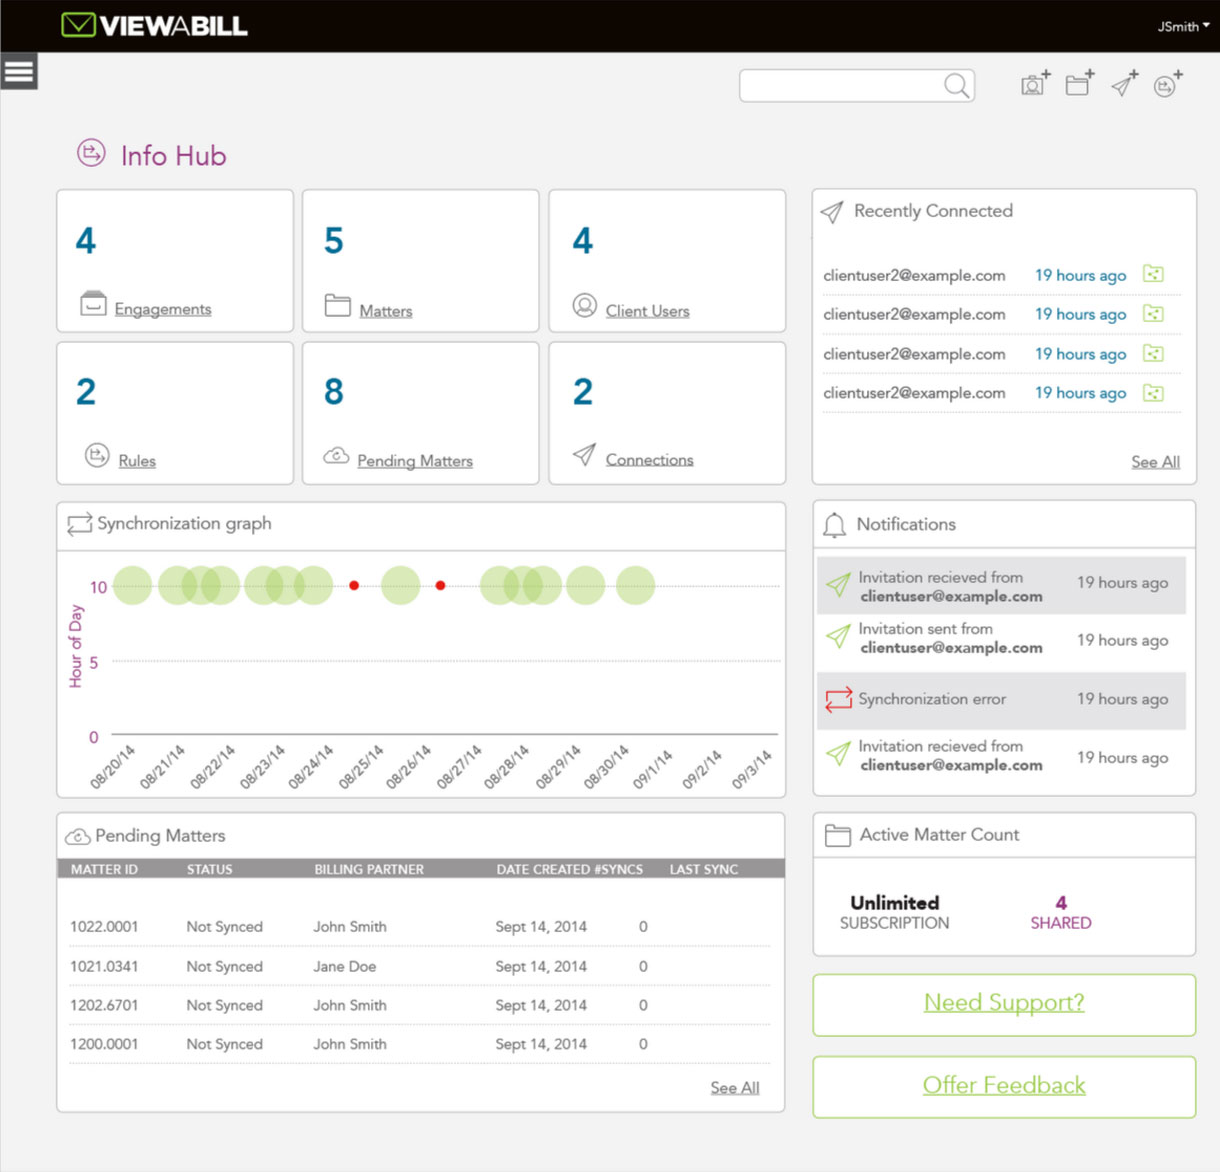 VIEWABILL
JSmith
Info Hub
4
Engagements
5
Matters
4
Client Users
2
Rules
8
Pending Matters
2
Connections
Recently Connected
clientuser2@example.com 19 hours ago
clientuser2@example.com 19 hours ago
clientuser2@example.com 19 hours ago
clientuser2@example.com 19 hours ago
See All
Synchronization graph
Hour of Day
10
5
0
08/20/14 08/21/14 08/22/14 08/23/14 08/24/14 08/25/14 08/26/14 08/27/14 08/28/14 08/29/14 08/30/14 09/1/14 09/2/14 09/3/14
Notifications
Invitation recieved from
clientuser@example.com
19 hours ago
Invitation sent from
clientuser@example.com
19 hours ago
Synchronization error 19 hours ago
Invitation recieved from
clientuser@example.com
19 hours ago
Pending Matters
MATTER ID STATUS BILLING PARTNER DATE CREATED #SYNCS LAST SYNC
1022.0001 Not Synced John Smith Sept 14, 2014 0
1021.0341 Not Synced Jane Doe Sept 14, 2014 0
1202.6701 Not Synced John Smith Sept 14, 2014 0
1200.0001 Not Synced John Smith Sept 14, 2014 0
See All
Active Matter Count
Unlimited
SUBSCRIPTION
4
SHARED
Need Support?
Offer Feedback